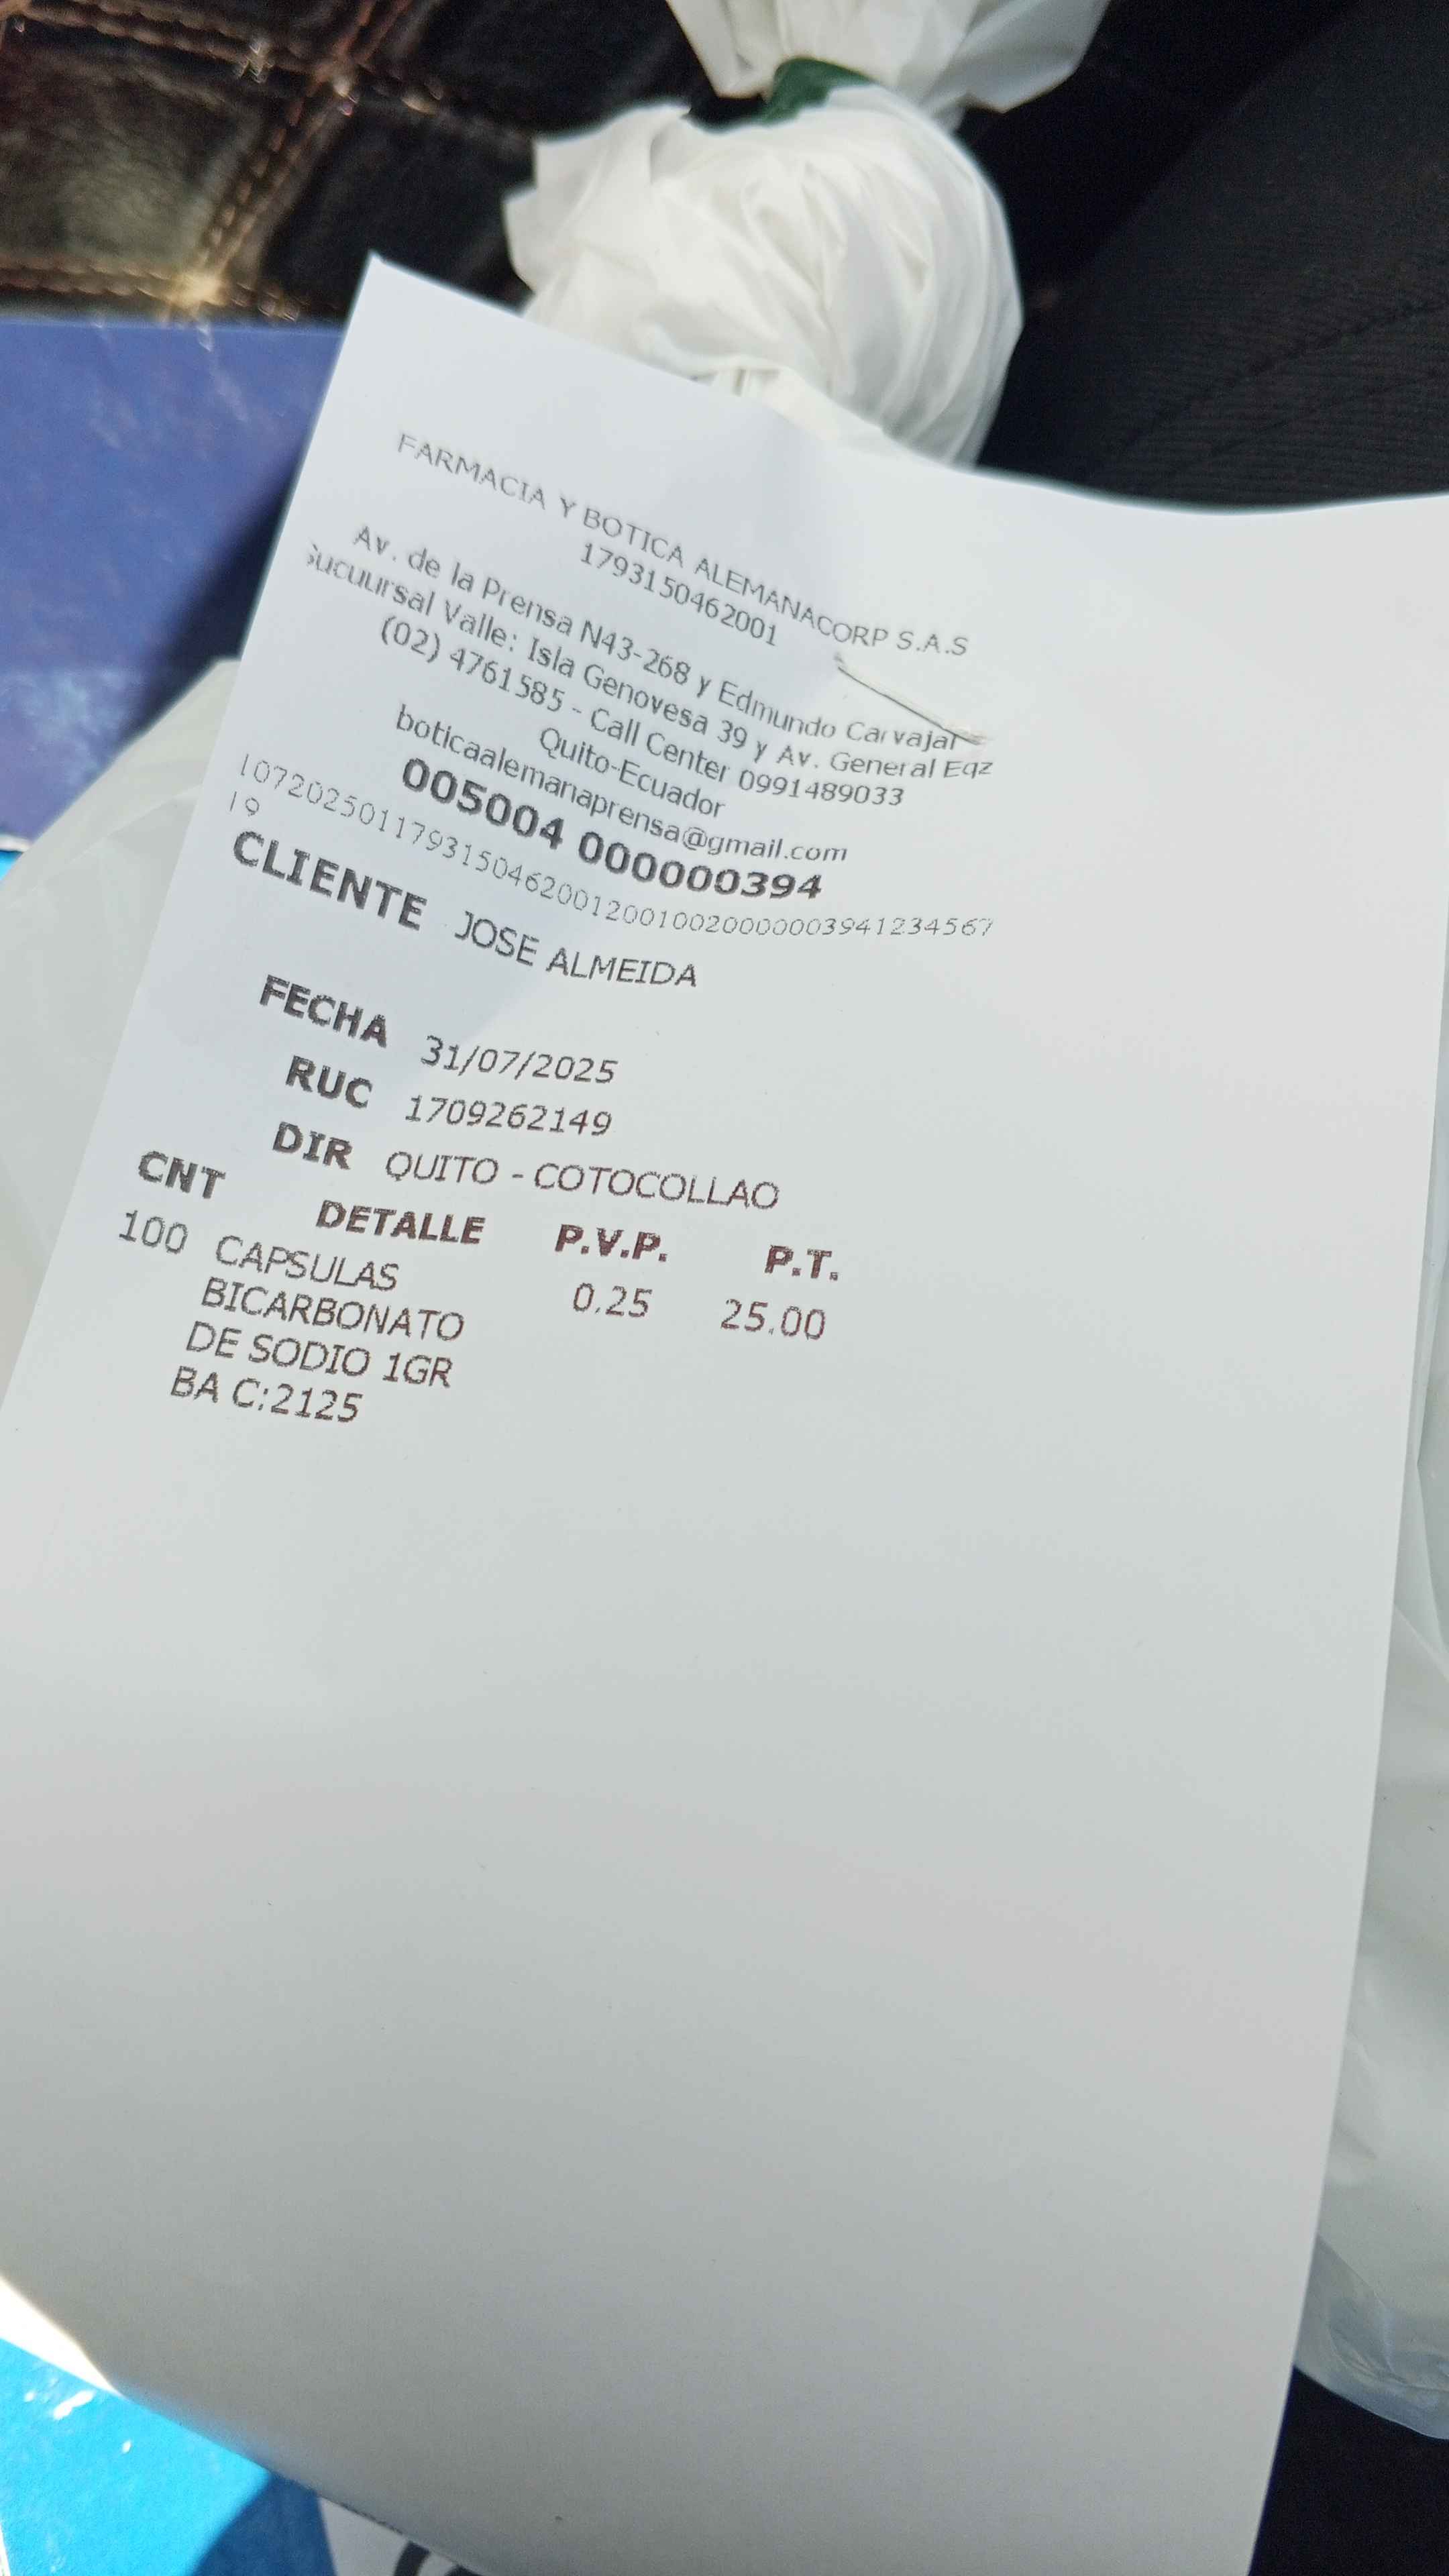 FARMACIA Y BOTICA ALEMANACORP S.A.S
1793150462001
Av. de la Prensa N43-268 y Edmundo Carvajal
Sucuursal Valle: Isla Genovesa 39 y Av. General Eqz
(02) 4761585 - Call Center 0991489033
Quito-Ecuador
boticaalemanaprensa@gmail.com
005004 000000394
19
CLIENTE JOSE ALMEIDA
FECHA 31/07/2025
RUC 1709262149
DIR QUITO - COTOCOLLAO
CNT DETALLE P.V.P. P.T.
100 CAPSULAS 0.25 25.00
BICARBONATO
DE SODIO 1GR
BA C:2125